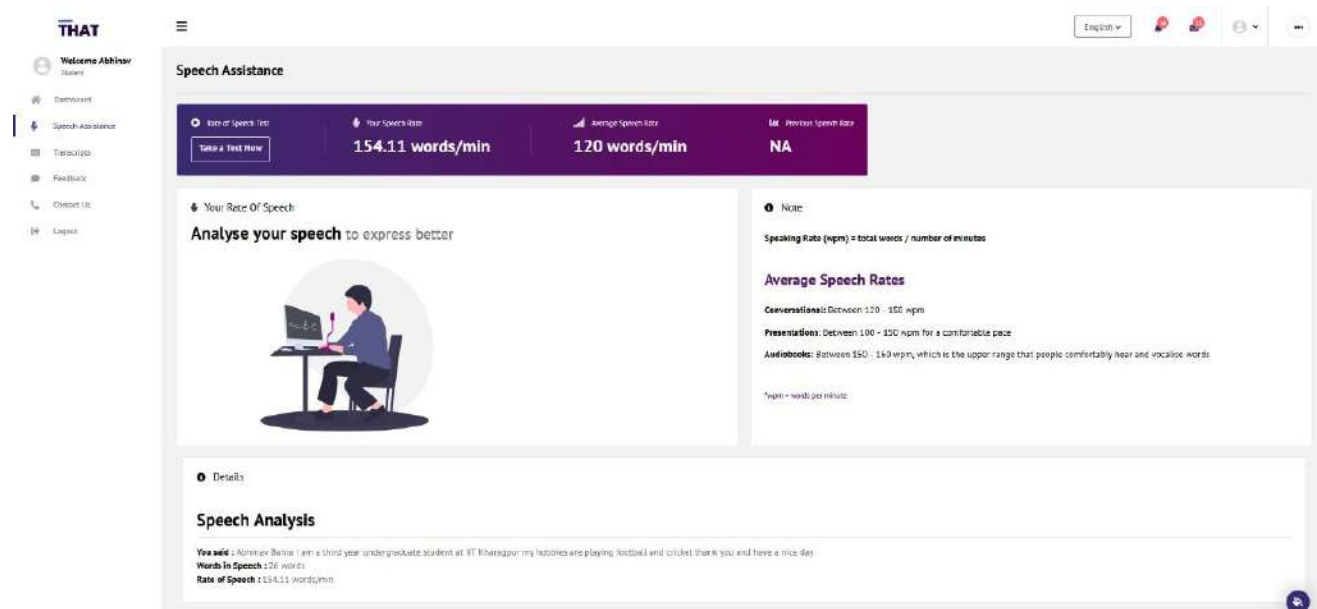 THAT
English
Welcome Abhinav
Student
Dashboard
Speech Assistance
Transcripts
Feedback
Contact Us
Logout
Speech Assistance
Rate of Speech Test
Take a Test Now
Your Speech Rate
154.11 words/min
Average Speech Rate
120 words/min
Previous Speech Rate
NA
Your Rate Of Speech
Analyse your speech to express better
Note
Speaking Rate (wpm) = total words / number of minutes
Average Speech Rates
Conversational: Between 120 - 150 wpm
Presentations: Between 100 - 150 wpm for a comfortable pace
Audiobooks: Between 150 - 160 wpm, which is the upper range that people comfortably hear and vocalise words
*wpm = words per minute
Details
Speech Analysis
You said : Abhinav I am a third year undergraduate student at IIT Kharagpur my hobbies are playing football and cricket thank you and have a nice day
Words in Speech : 26 words
Rate of Speech : 154.11 words/min